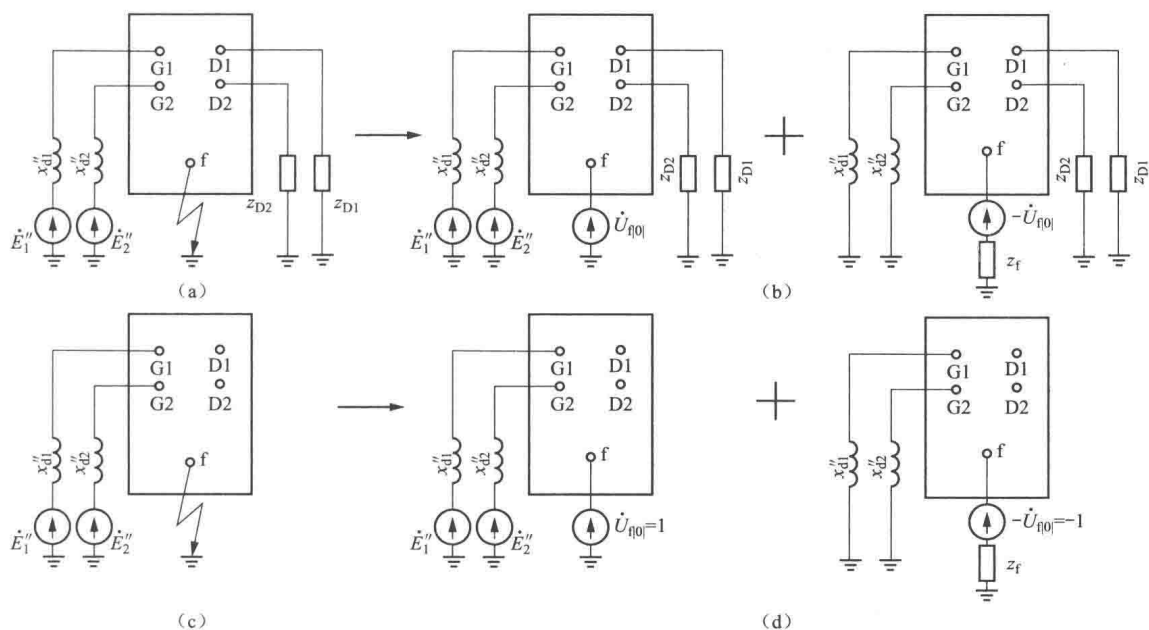 G1
D1
G2
D2
f
x″d1
x″d2
zD2
zD1
Ė″1
Ė″2
(a)
G1
D1
G2
D2
f
x″d1
x″d2
zD2
zD1
Ė″1
Ė″2
U̇f|0|
+
G1
D1
G2
D2
f
x″d1
x″d2
zD2
zD1
-U̇f|0|
zf
(b)
G1
D1
G2
D2
f
x″d1
x″d2
Ė″1
Ė″2
(c)
G1
D1
G2
D2
f
x″d1
x″d2
Ė″1
Ė″2
U̇f|0|=1
+
G1
D1
G2
D2
f
x″d1
x″d2
-U̇f|0|=-1
zf
(d)